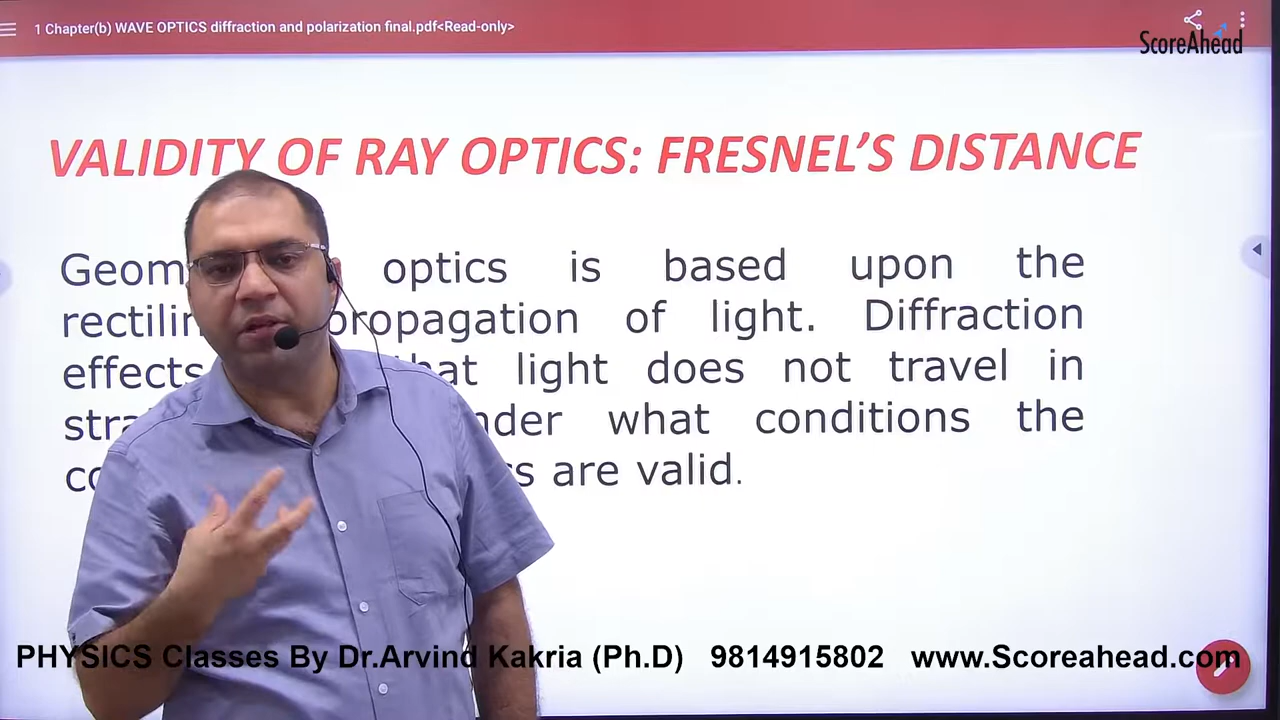 1 Chapter(b) WAVE OPTICS diffraction and polarization final.pdf<Read-only>
ScoreAhead
VALIDITY OF RAY OPTICS: FRESNEL'S DISTANCE
optics is based upon the
propagation of light. Diffraction
effects light does not travel in
what conditions the
are valid.
PHYSICS Classes By Dr.Arvind Kakria (Ph.D) 9814915802 www.Scoreahead.com